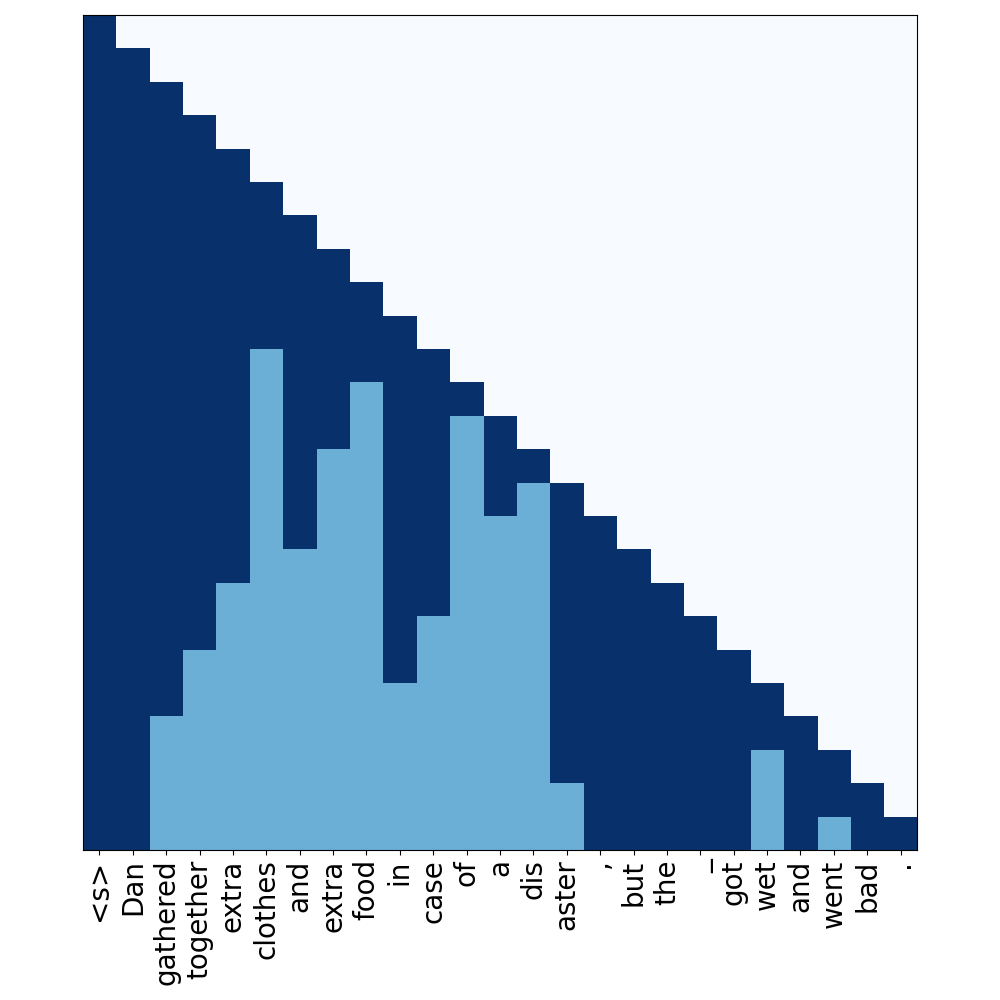 <s> Dan gathered together extra clothes and extra food in case of a dis aster , but the _ got wet and went bad .